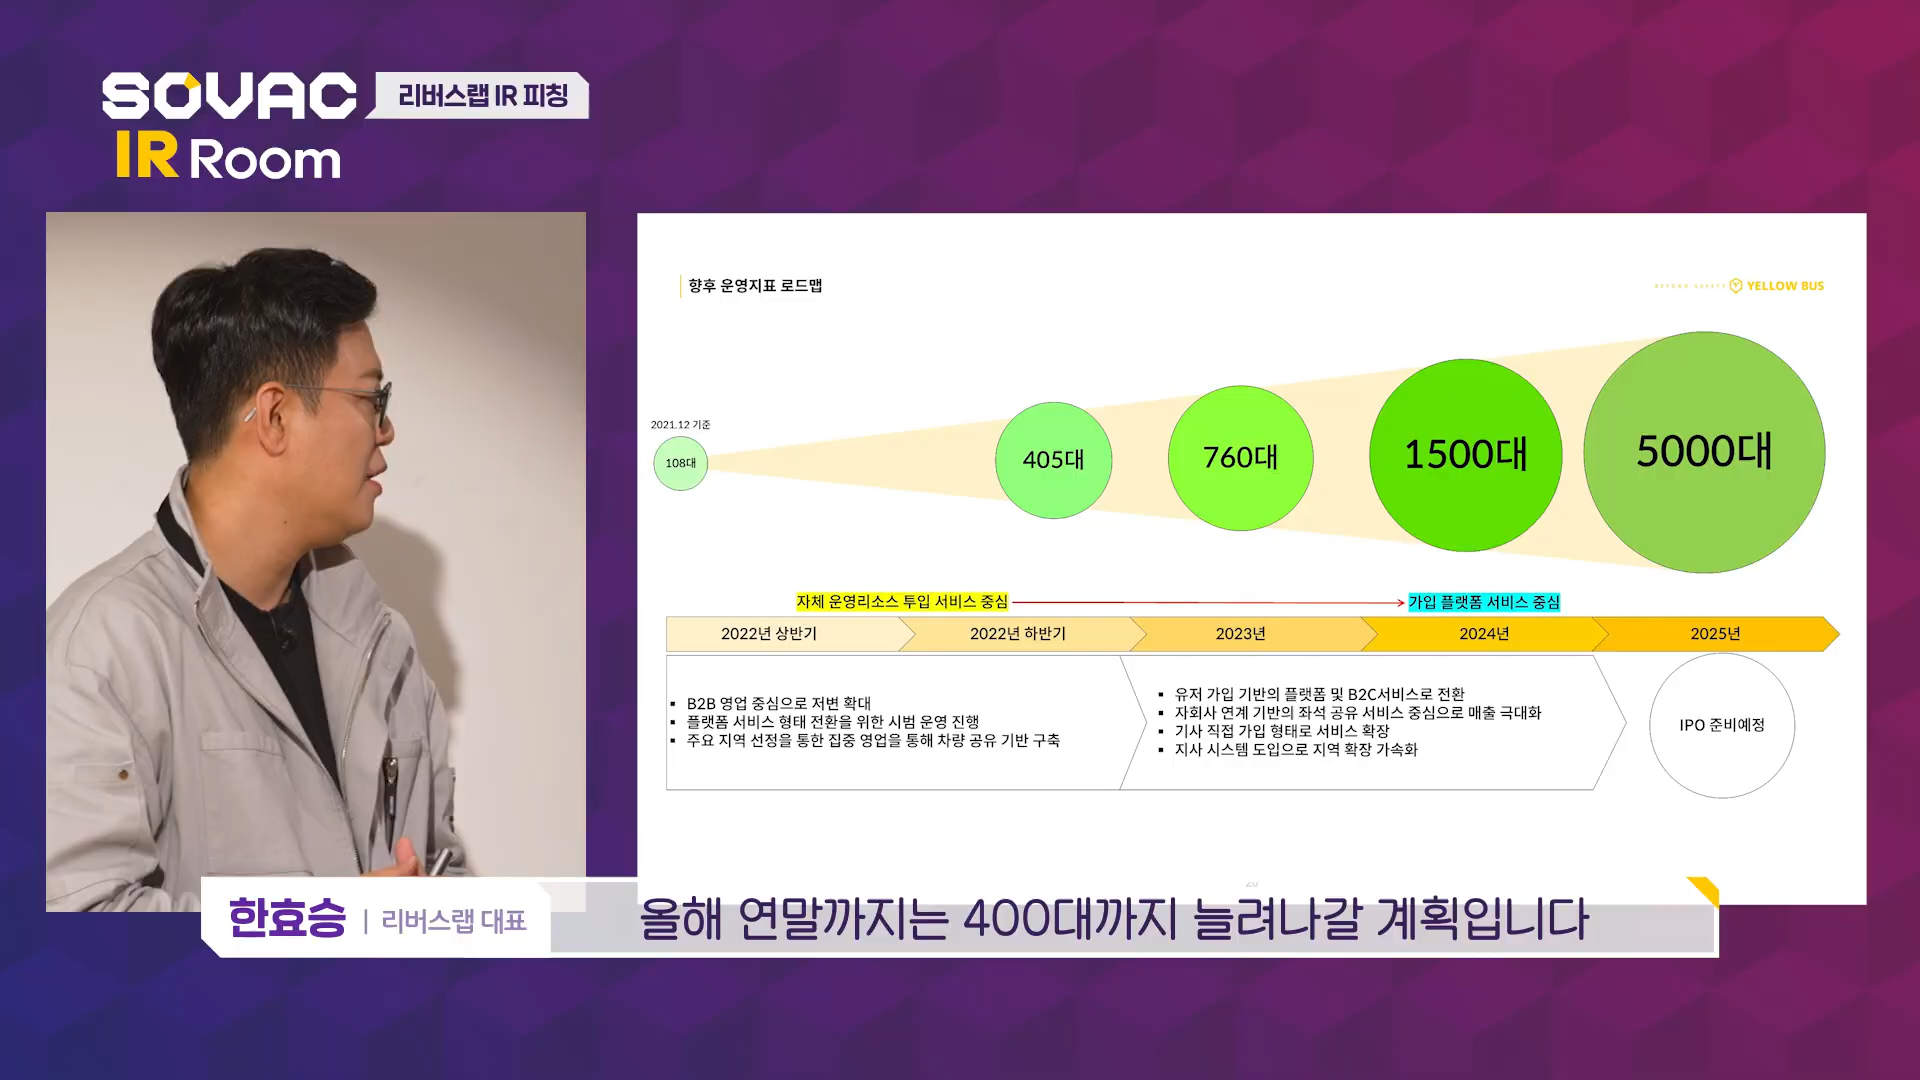 SOVAC
리버스랩 IR 피칭
IR Room
향후 운영지표 로드맵
BEYOND SAFETY YELLOW BUS
2021.12 기준
108대
405대
760대
1500대
5000대
자체 운영리소스 투입 서비스 중심
가입 플랫폼 서비스 중심
2022년 상반기
2022년 하반기
2023년
2024년
2025년
▪ B2B 영업 중심으로 저변 확대
▪ 플랫폼 서비스 형태 전환을 위한 시범 운영 진행
▪ 주요 지역 선정을 통한 집중 영업을 통해 차량 공유 기반 구축
▪ 유저 가입 기반의 플랫폼 및 B2C서비스로 전환
▪ 자회사 연계 기반의 좌석 공유 서비스 중심으로 매출 극대화
▪ 기사 직접 가입 형태로 서비스 확장
▪ 지사 시스템 도입으로 지역 확장 가속화
IPO 준비예정
한효승 | 리버스랩 대표
올해 연말까지는 400대까지 늘려나갈 계획입니다